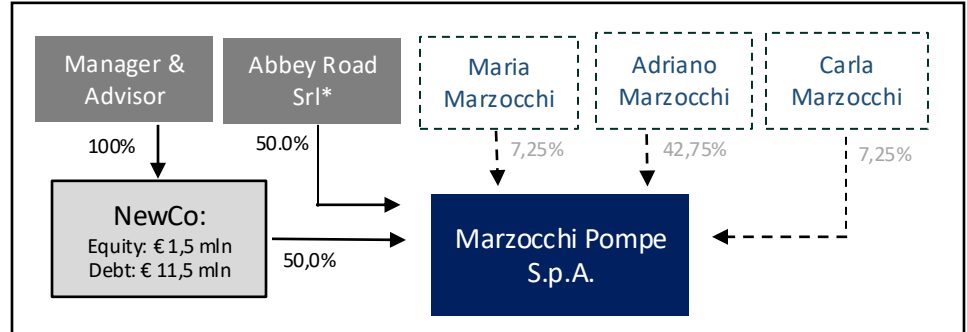 Manager &
Advisor
Abbey Road
Srl*
Maria
Marzocchi
Adriano
Marzocchi
Carla
Marzocchi
100%
50.0%
7,25%
42,75%
7,25%
NewCo:
Equity: € 1,5 mln
Debt: € 11,5 mln
50,0%
Marzocchi Pompe
S.p.A.